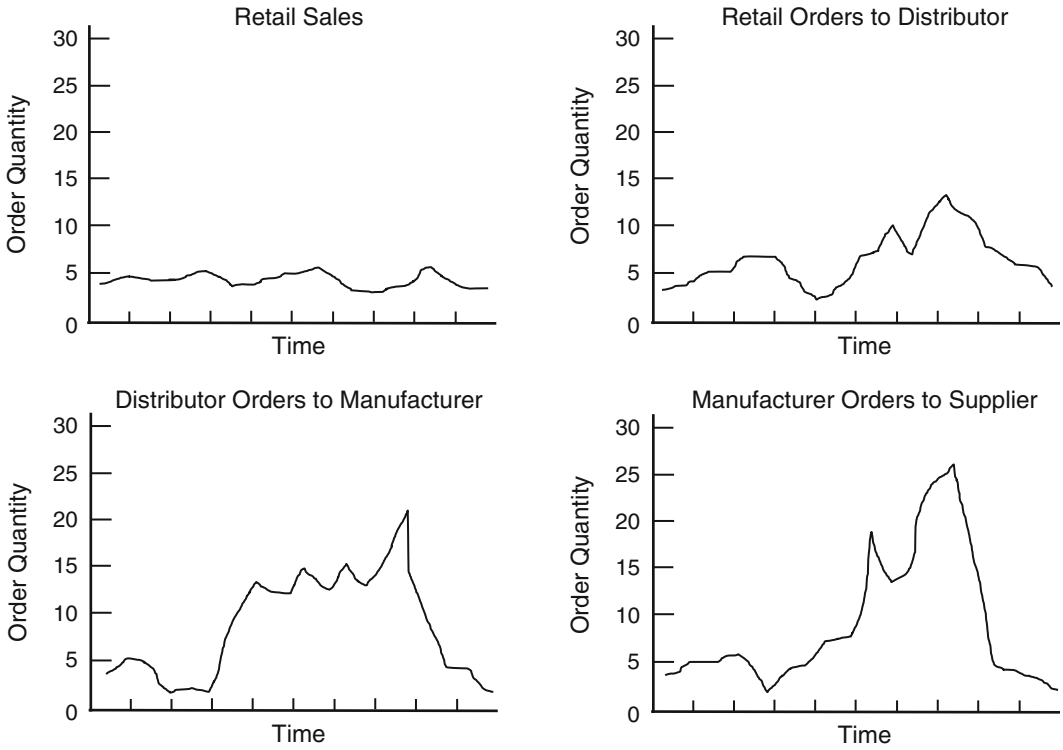 Retail Sales
30
25
20
15
10
5
0
Order Quantity
Time
Retail Orders to Distributor
30
25
20
15
10
5
0
Order Quantity
Time
Distributor Orders to Manufacturer
30
25
20
15
10
5
0
Order Quantity
Time
Manufacturer Orders to Supplier
30
25
20
15
10
5
0
Order Quantity
Time